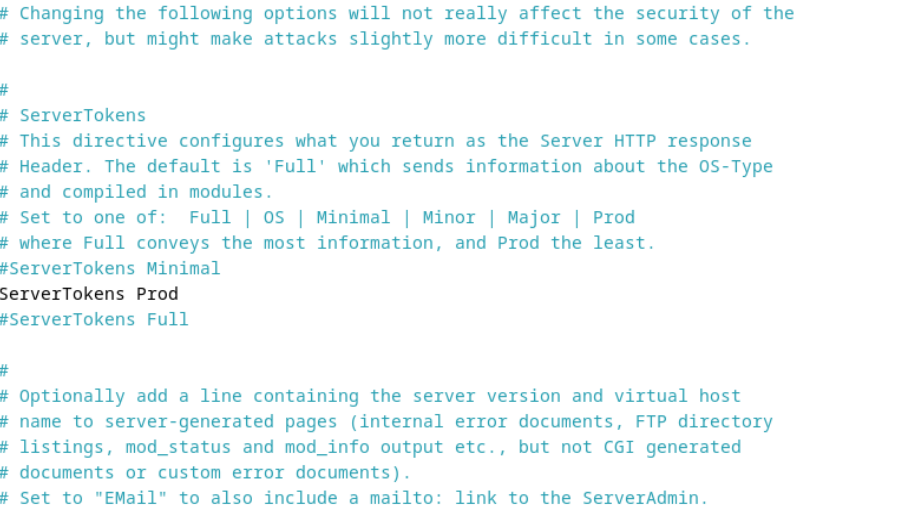 # Changing the following options will not really affect the security of the
# server, but might make attacks slightly more difficult in some cases.
#
# ServerTokens
# This directive configures what you return as the Server HTTP response
# Header. The default is 'Full' which sends information about the OS-Type
# and compiled in modules.
# Set to one of:  Full | OS | Minimal | Minor | Major | Prod
# where Full conveys the most information, and Prod the least.
#ServerTokens Minimal
ServerTokens Prod
#ServerTokens Full
#
# Optionally add a line containing the server version and virtual host
# name to server-generated pages (internal error documents, FTP directory
# listings, mod_status and mod_info output etc., but not CGI generated
# documents or custom error documents).
# Set to "EMail" to also include a mailto: link to the ServerAdmin.